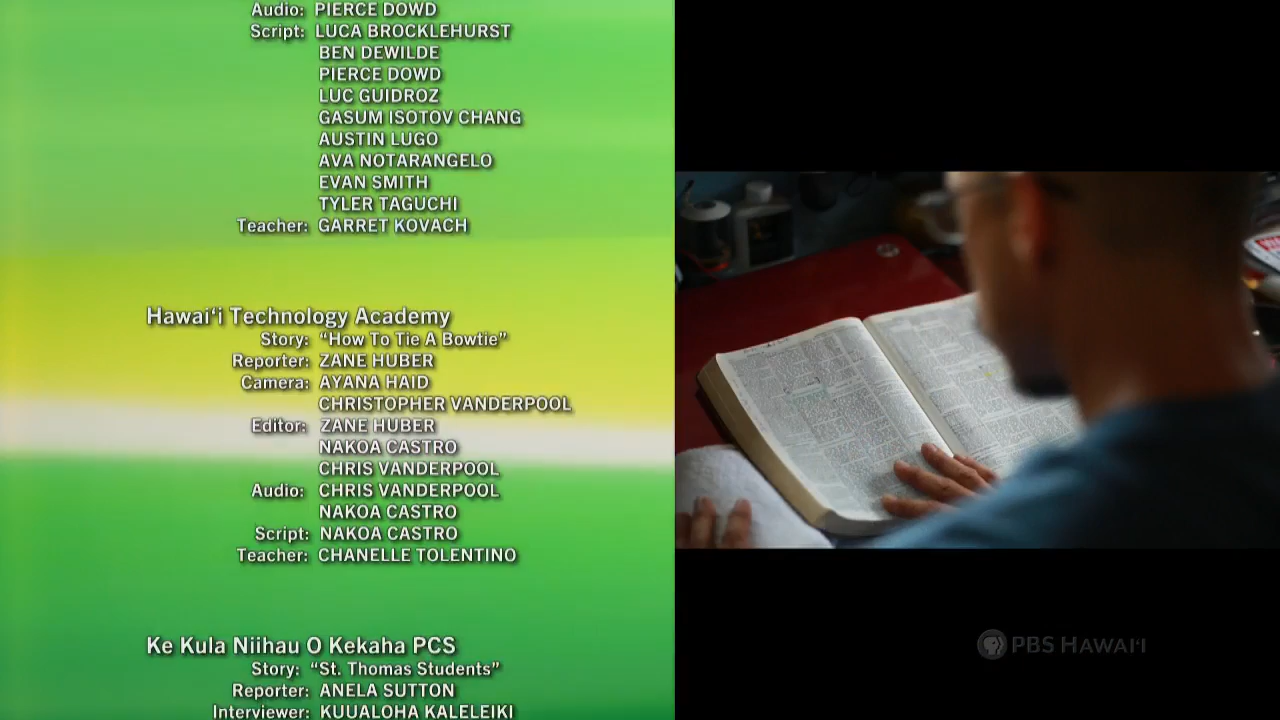 Audio: PIERCE DOWD
Script: LUCA BROCKLEHURST
BEN DEWILDE
PIERCE DOWD
LUC GUIDROZ
GASUM ISOTOV CHANG
AUSTIN LUGO
AVA NOTARANGELO
EVAN SMITH
TYLER TAGUCHI
Teacher: GARRET KOVACH
Hawai‘i Technology Academy
Story: “How To Tie A Bowtie”
Reporter: ZANE HUBER
Camera: AYANA HAID
CHRISTOPHER VANDERPOOL
Editor: ZANE HUBER
NAKOA CASTRO
CHRIS VANDERPOOL
Audio: CHRIS VANDERPOOL
NAKOA CASTRO
Script: NAKOA CASTRO
Teacher: CHANELLE TOLENTINO
Ke Kula Niihau O Kekaha PCS
Story: “St. Thomas Students”
Reporter: ANELA SUTTON
Interviewer: KUUALOHA KALELEIKI
PBS HAWAI‘I